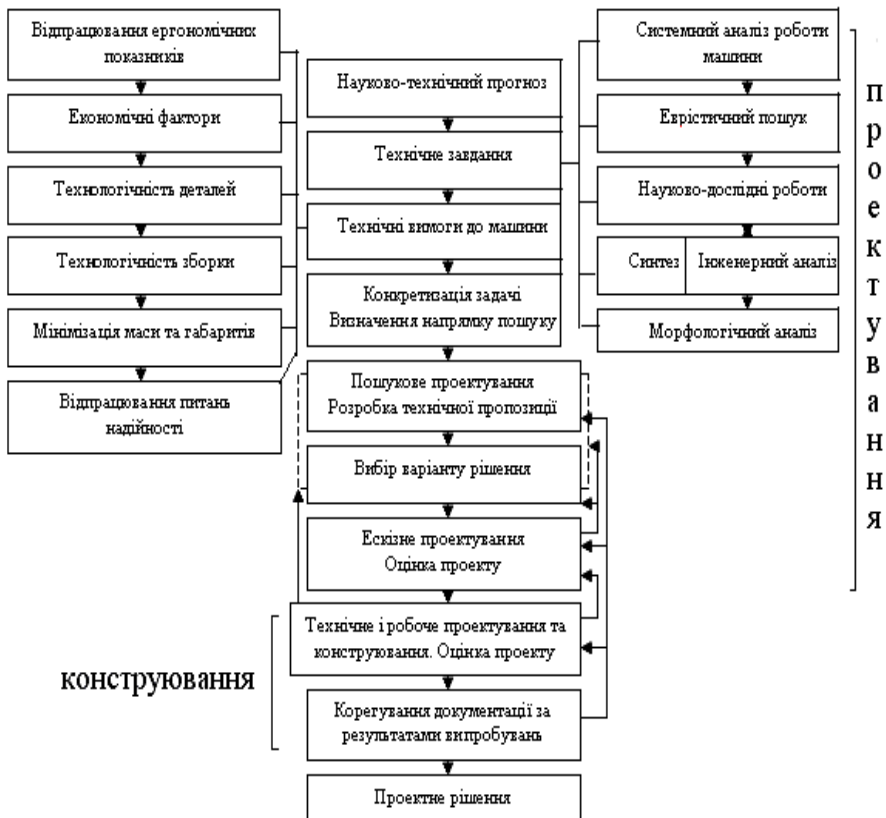 Відпрацювання ергономічних
показників
Економічні фактори
Технологічність деталей
Технологічність зборки
Мінімізація маси та габаритів
Відпрацювання питань
надійності
Науково-технічний прогноз
Технічне завдання
Технічні вимоги до машини
Конкретизація задачі
Визначення напрямку пошуку
Пошукове проектування
Розробка технічної пропозиції
Вибір варіанту рішення
Ескізне проектування
Оцінка проекту
Технічне і робоче проектування та
конструювання. Оцінка проекту
Корегування документації за
результатами випробувань
Проектне рішення
Системний аналіз роботи
машини
Еврістичний пошук
Науково-дослідні роботи
Синтез
Інженерний аналіз
Морфологічний аналіз
проектування
конструювання